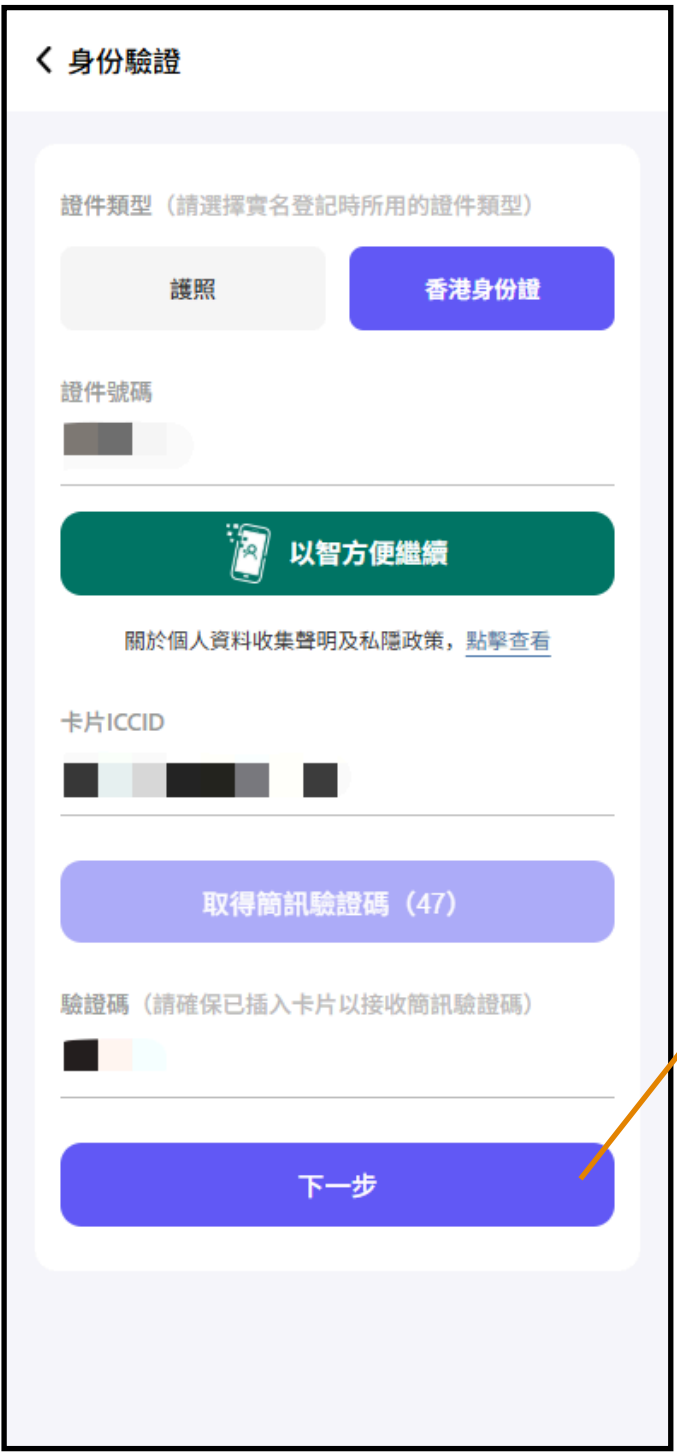 身份驗證
證件類型（請選擇實名登記時所用的證件類型）
護照
香港身份證
證件號碼
以智方便繼續
關於個人資料收集聲明及私隱政策，點擊查看
卡片ICCID
取得簡訊驗證碼（47）
驗證碼（請確保已插入卡片以接收簡訊驗證碼）
下一步